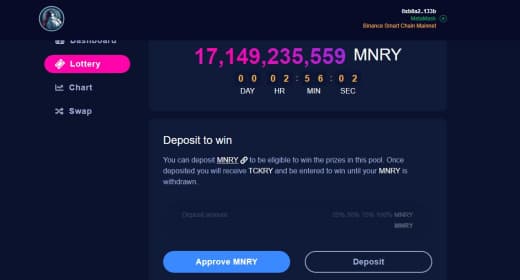 0xb8a2...133b
MetaMask
Binance Smart Chain Mainnet
Dashboard
Lottery
Chart
Swap
17,149,235,559 MNRY
00:02:56:02
DAY HR MIN SEC
Deposit to win
You can deposit MNRY to be eligible to win the prizes in this pool. Once
deposited you will receive TCKRY and be entered to win until your MNRY is
withdrawn.
Deposit amount 25% 50% 75% 100% MNRY
MNRY
Approve MNRY Deposit